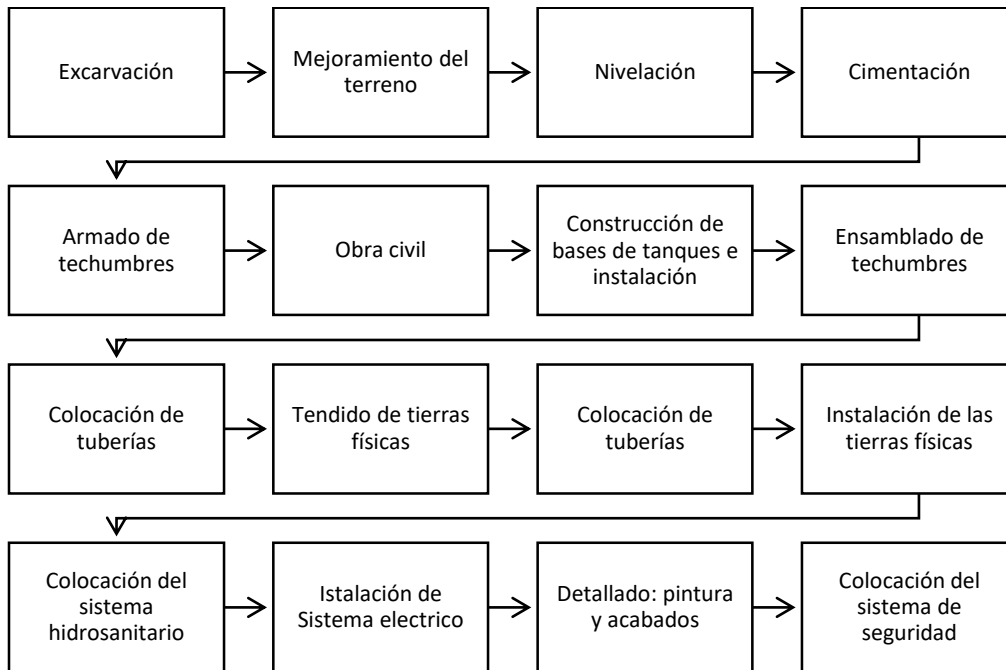 Excarvación
Mejoramiento del
terreno
Nivelación
Cimentación
Armado de
techumbres
Obra civil
Construcción de
bases de tanques e
instalación
Ensamblado de
techumbres
Colocación de
tuberías
Tendido de tierras
físicas
Colocación de
tuberías
Instalación de las
tierras físicas
Colocación del
sistema
hidrosanitario
Istalación de
Sistema electrico
Detallado: pintura
y acabados
Colocación del
sistema de
seguridad